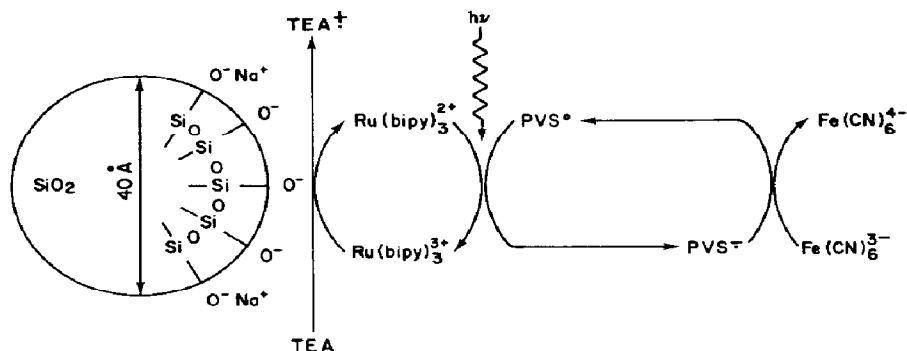 TEA⁺̣
hν
O⁻ Na⁺
O⁻
Si
O
Ru(bipy)₃²⁺
PVS°
Fe(CN)₆⁴⁻
Si
O
SiO₂
40Å
Si
O⁻
O
Si
O
Si
O⁻
Ru(bipy)₃³⁺
PVS⁻
Fe(CN)₆³⁻
O⁻ Na⁺
TEA